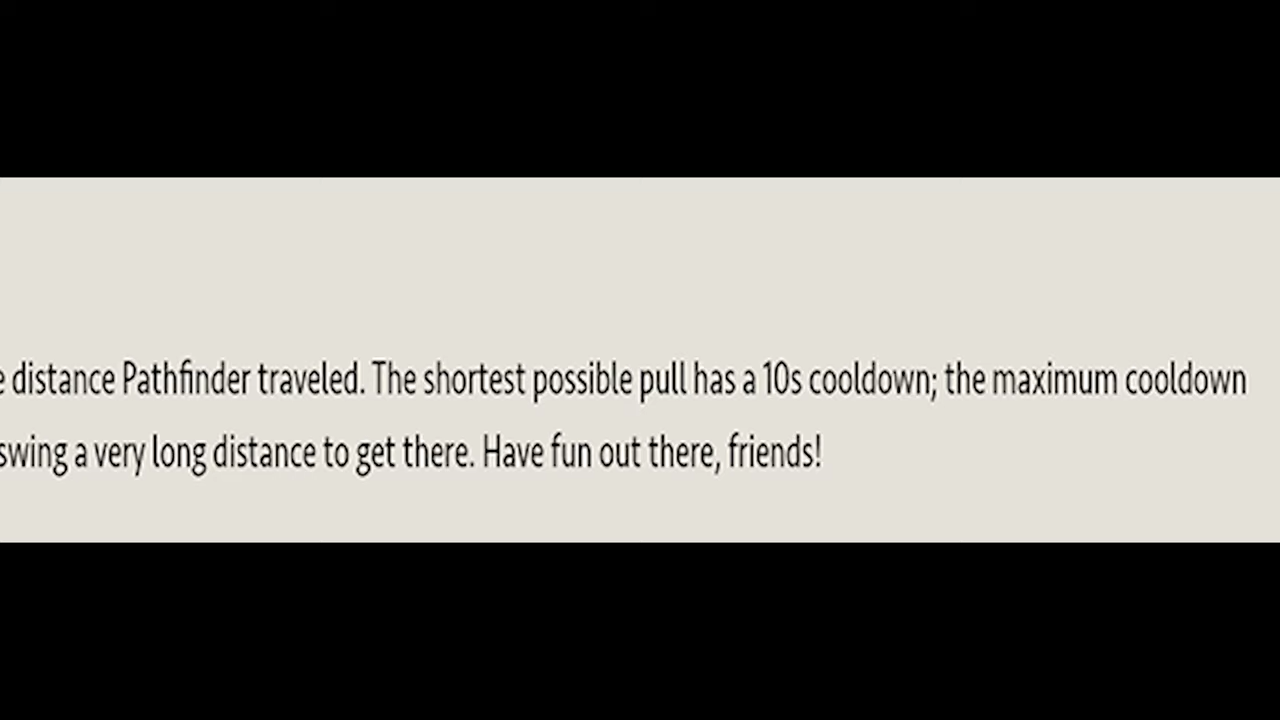 distance Pathfinder traveled. The shortest possible pull has a 10s cooldown; the maximum cooldown
swing a very long distance to get there. Have fun out there, friends!